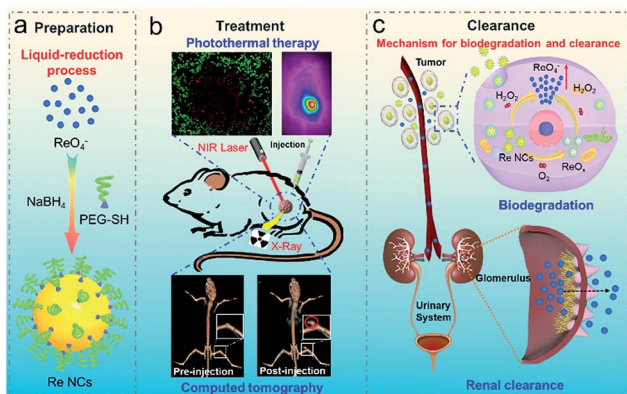 a
Preparation
Liquid-reduction
process
ReO₄⁻
NaBH₄
PEG-SH
Re NCs
b
Treatment
Photothermal therapy
NIR Laser
Injection
X-Ray
Pre-injection
Post-injection
Computed tomography
c
Clearance
Mechanism for biodegradation and clearance
Tumor
ReO₄⁻
H₂O₂
H₂O₂
Re NCs
ReOₓ
O₂
Biodegradation
Glomerulus
Urinary
System
Renal clearance